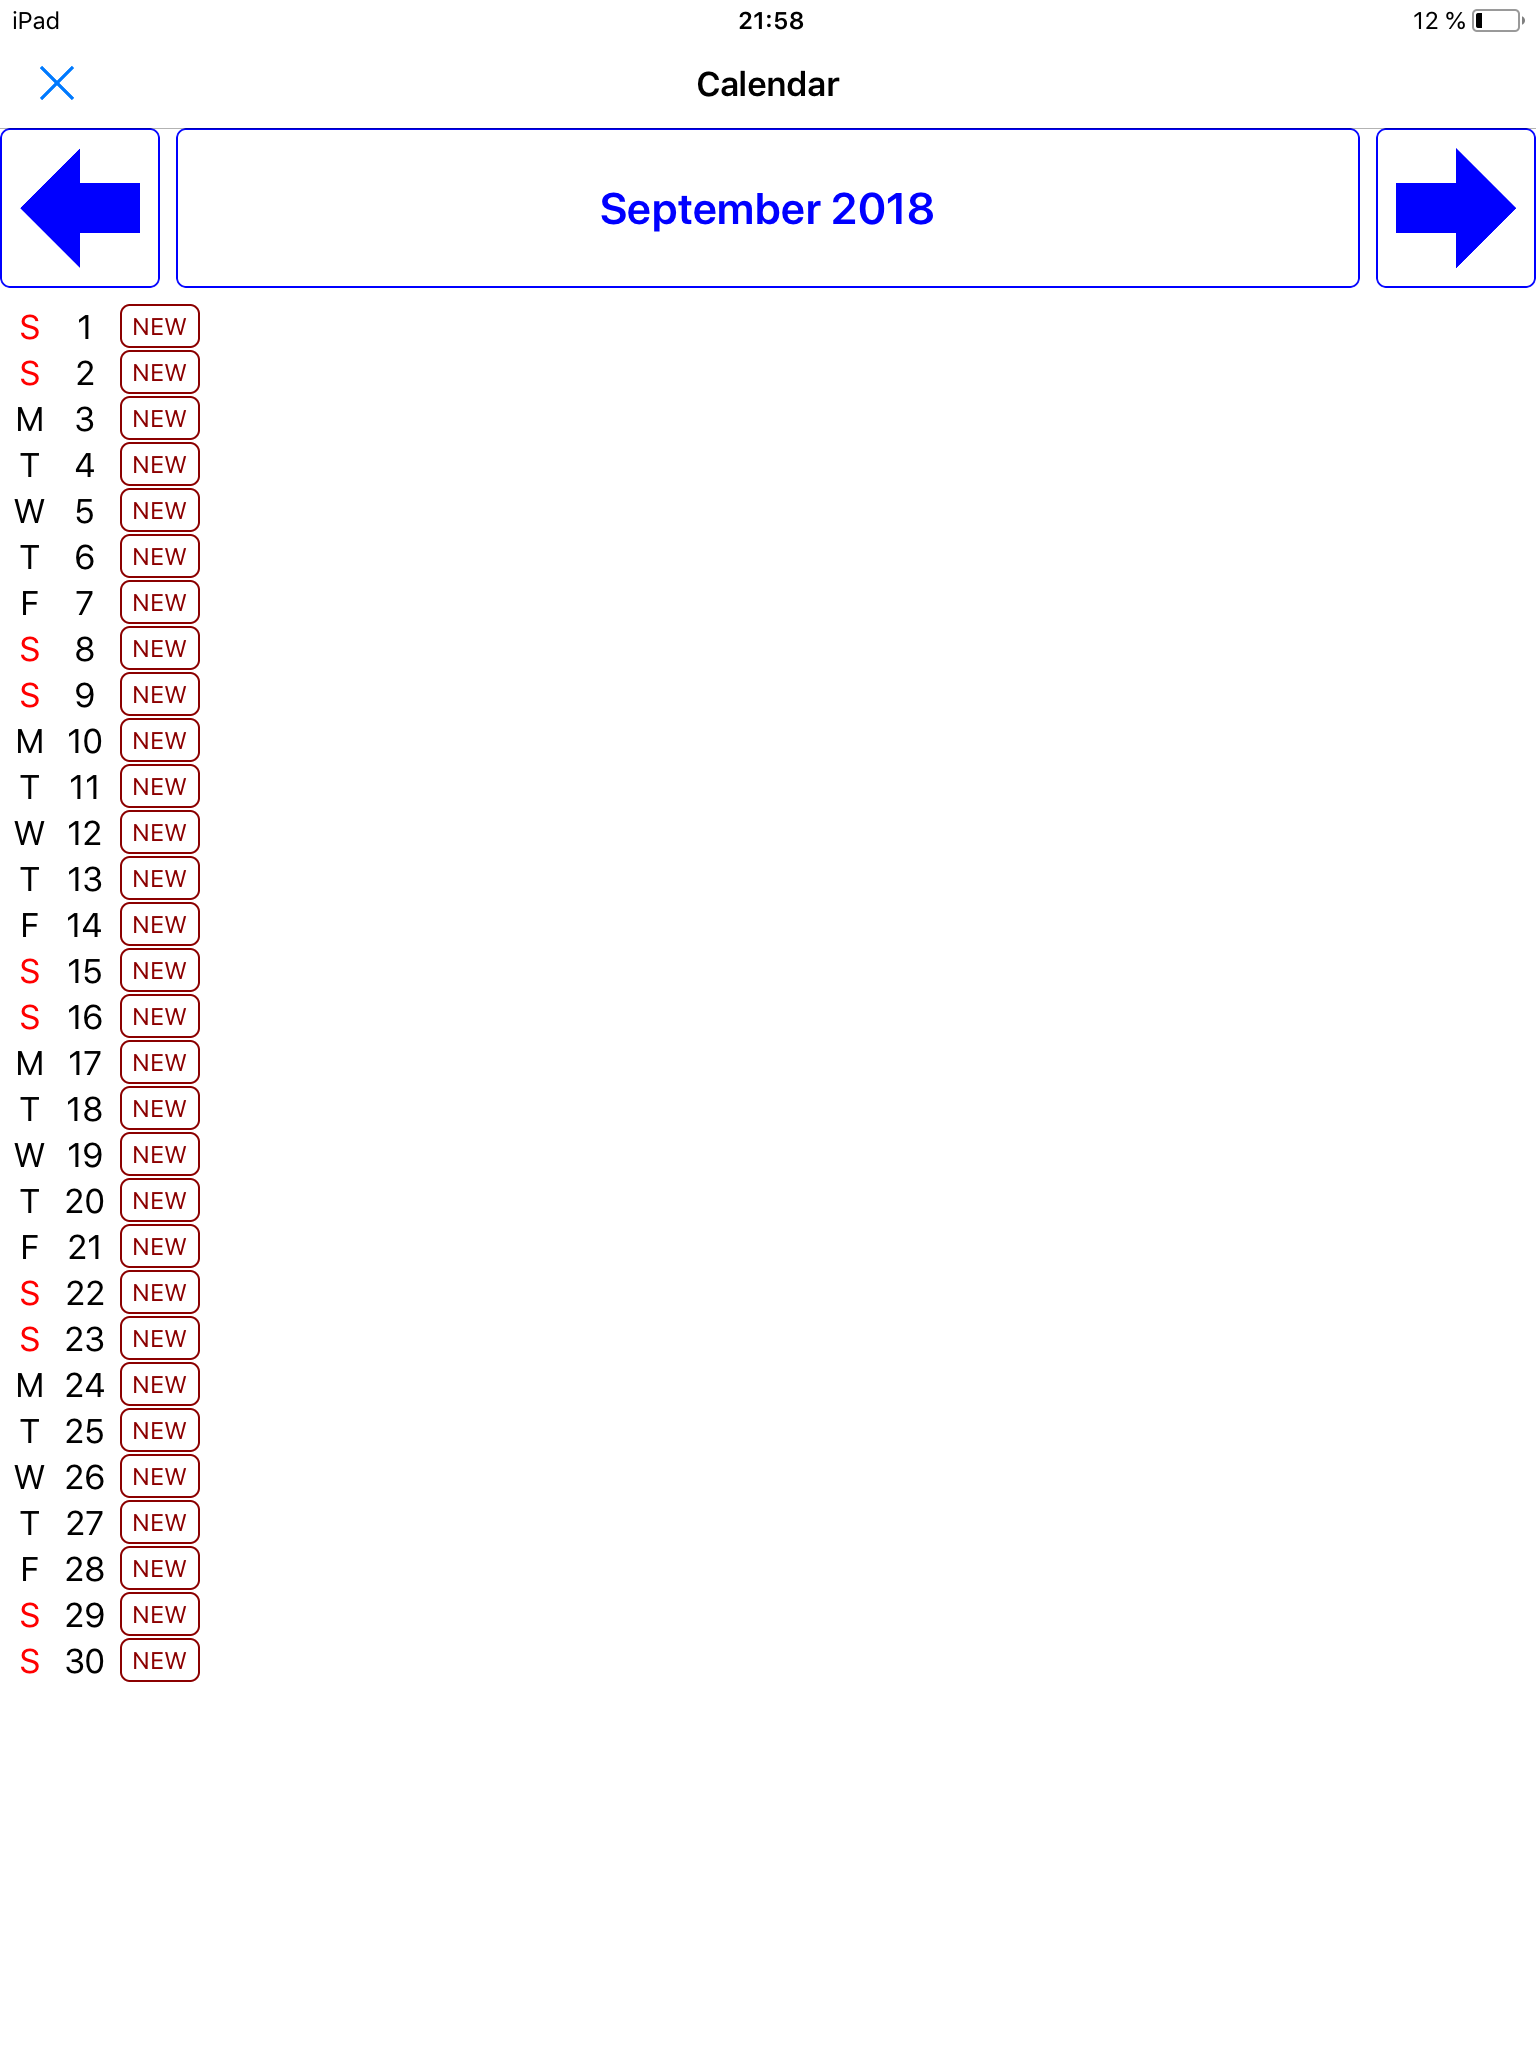 iPad 21:58 12 %
Calendar
September 2018
S 1 NEW
S 2 NEW
M 3 NEW
T 4 NEW
W 5 NEW
T 6 NEW
F 7 NEW
S 8 NEW
S 9 NEW
M 10 NEW
T 11 NEW
W 12 NEW
T 13 NEW
F 14 NEW
S 15 NEW
S 16 NEW
M 17 NEW
T 18 NEW
W 19 NEW
T 20 NEW
F 21 NEW
S 22 NEW
S 23 NEW
M 24 NEW
T 25 NEW
W 26 NEW
T 27 NEW
F 28 NEW
S 29 NEW
S 30 NEW